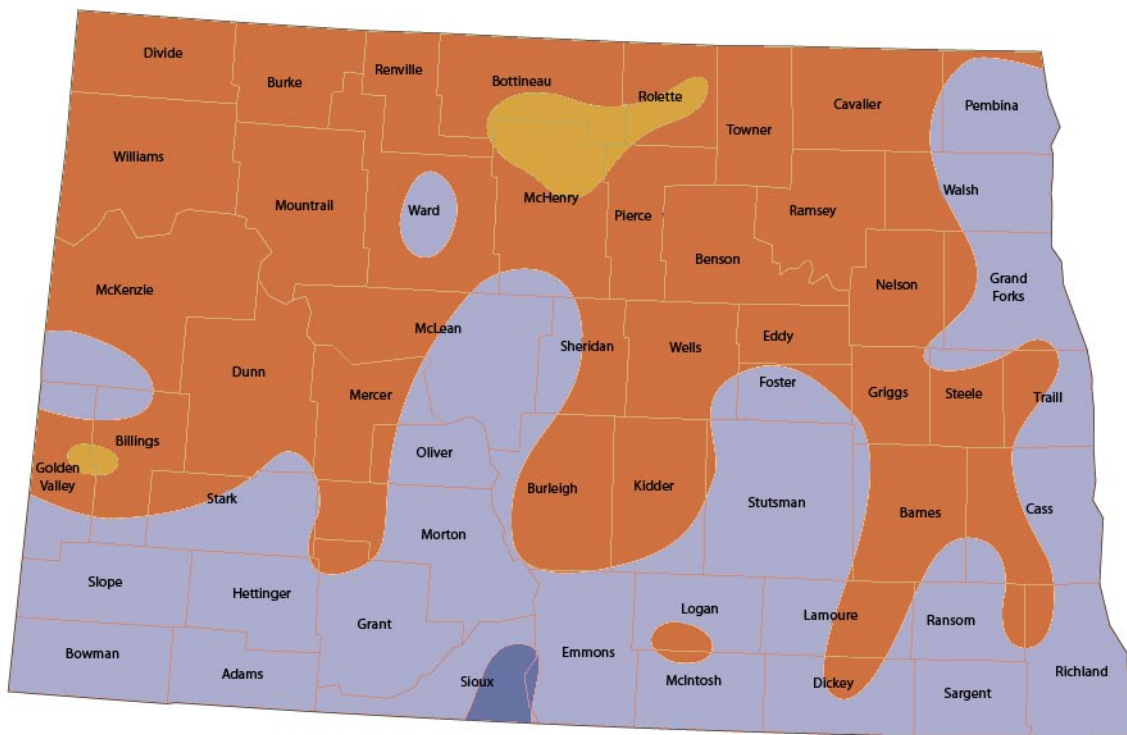 Divide
Burke
Renville
Bottineau
Rolette
Towner
Cavalier
Pembina
Williams
Mountrail
Ward
McHenry
Pierce
Benson
Ramsey
Walsh
McKenzie
Nelson
Grand
Forks
McLean
Sheridan
Wells
Eddy
Foster
Dunn
Mercer
Griggs
Steele
Traill
Billings
Golden
Valley
Stark
Oliver
Burleigh
Kidder
Stutsman
Barnes
Cass
Morton
Slope
Hettinger
Grant
Logan
Lamoure
Ransom
Bowman
Adams
Sioux
Emmons
McIntosh
Dickey
Sargent
Richland